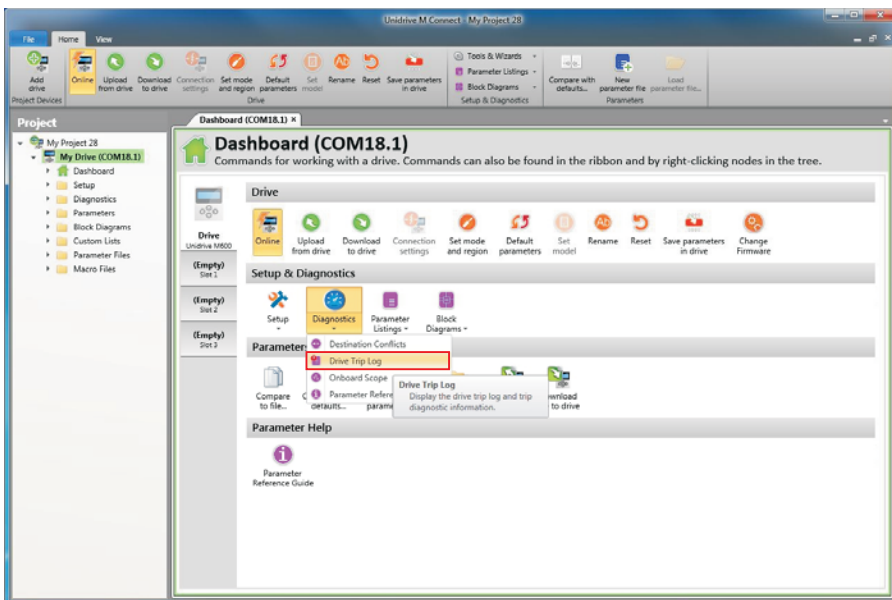 Unidrive M Connect - My Project 28
File Home View
Add drive
Online
Upload from drive
Download to drive
Connection settings
Set mode and region
Default parameters
Set model
Rename
Reset
Save parameters in drive
Tools & Wizards
Parameter Listings
Block Diagrams
Compare with defaults...
New parameter file
Load parameter file...
Project Devices
Drive
Setup & Diagnostics
Parameters
Project
My Project 28
My Drive (COM18.1)
Dashboard
Setup
Diagnostics
Parameters
Block Diagrams
Custom Lists
Parameter Files
Macro Files
Dashboard (COM18.1) ×
Dashboard (COM18.1)
Commands for working with a drive. Commands can also be found in the ribbon and by right-clicking nodes in the tree.
Drive
Unidrive M600
(Empty)
Slot 1
(Empty)
Slot 2
(Empty)
Slot 3
Drive
Online
Upload from drive
Download to drive
Connection settings
Set mode and region
Default parameters
Set model
Rename
Reset
Save parameters in drive
Change Firmware
Setup & Diagnostics
Setup
Diagnostics
Parameter Listings
Block Diagrams
Destination Conflicts
Drive Trip Log
Onboard Scope
Parameter Refere
Drive Trip Log
Display the drive trip log and trip
diagnostic information.
Parameter
Compare to file...
C
defaults...
parame
wnload
to drive
Parameter Help
Parameter
Reference Guide